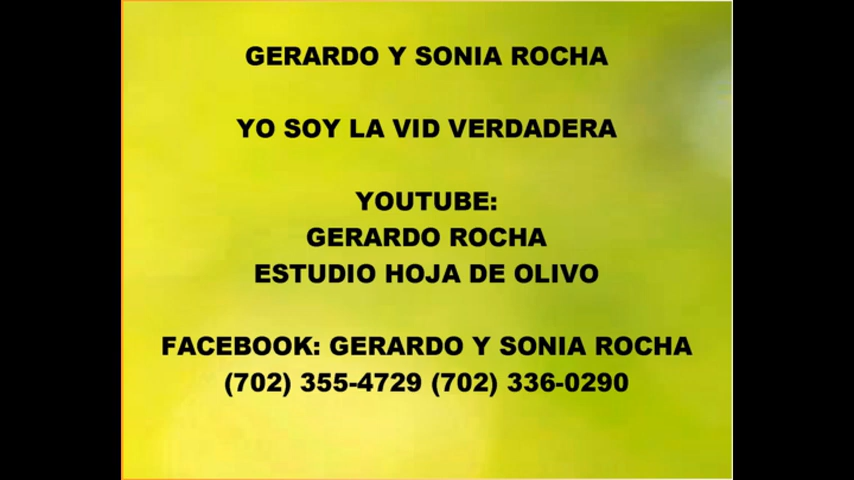 GERARDO Y SONIA ROCHA
YO SOY LA VID VERDADERA
YOUTUBE:
GERARDO ROCHA
ESTUDIO HOJA DE OLIVO
FACEBOOK: GERARDO Y SONIA ROCHA
(702) 355-4729 (702) 336-0290